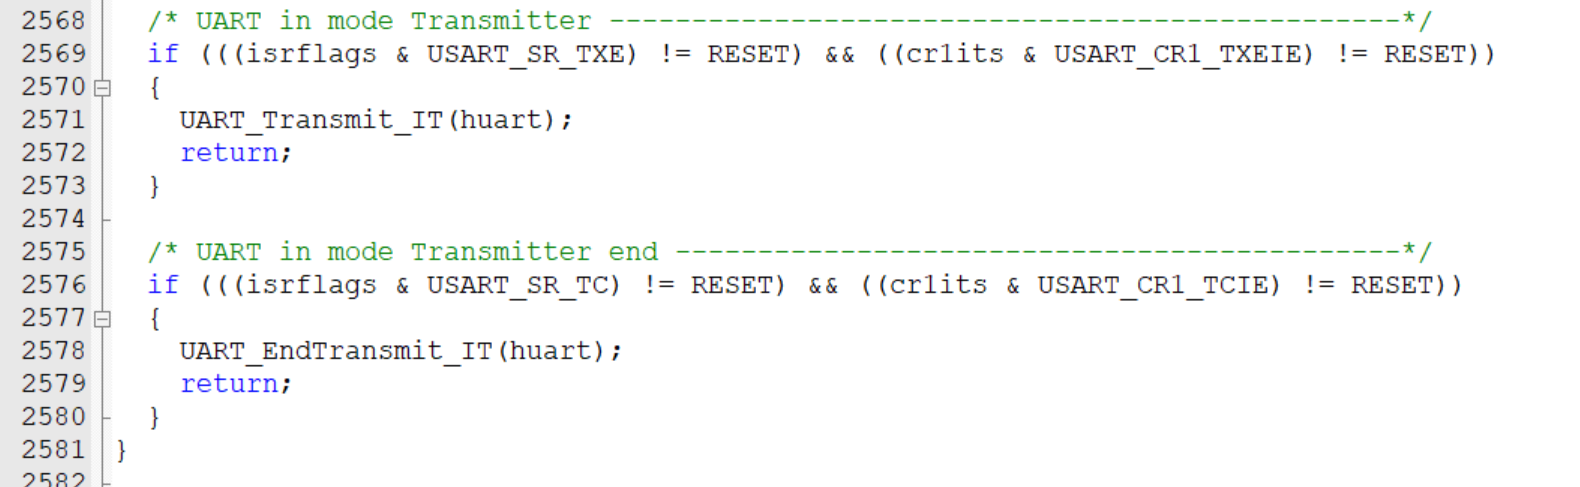 2568 /* UART in mode Transmitter ------------------------------------------------*/
2569 if (((isrflags & USART_SR_TXE) != RESET) && ((cr1its & USART_CR1_TXEIE) != RESET))
2570 {
2571 UART_Transmit_IT(huart);
2572 return;
2573 }
2574
2575 /* UART in mode Transmitter end --------------------------------------------*/
2576 if (((isrflags & USART_SR_TC) != RESET) && ((cr1its & USART_CR1_TCIE) != RESET))
2577 {
2578 UART_EndTransmit_IT(huart);
2579 return;
2580 }
2581 }
2582